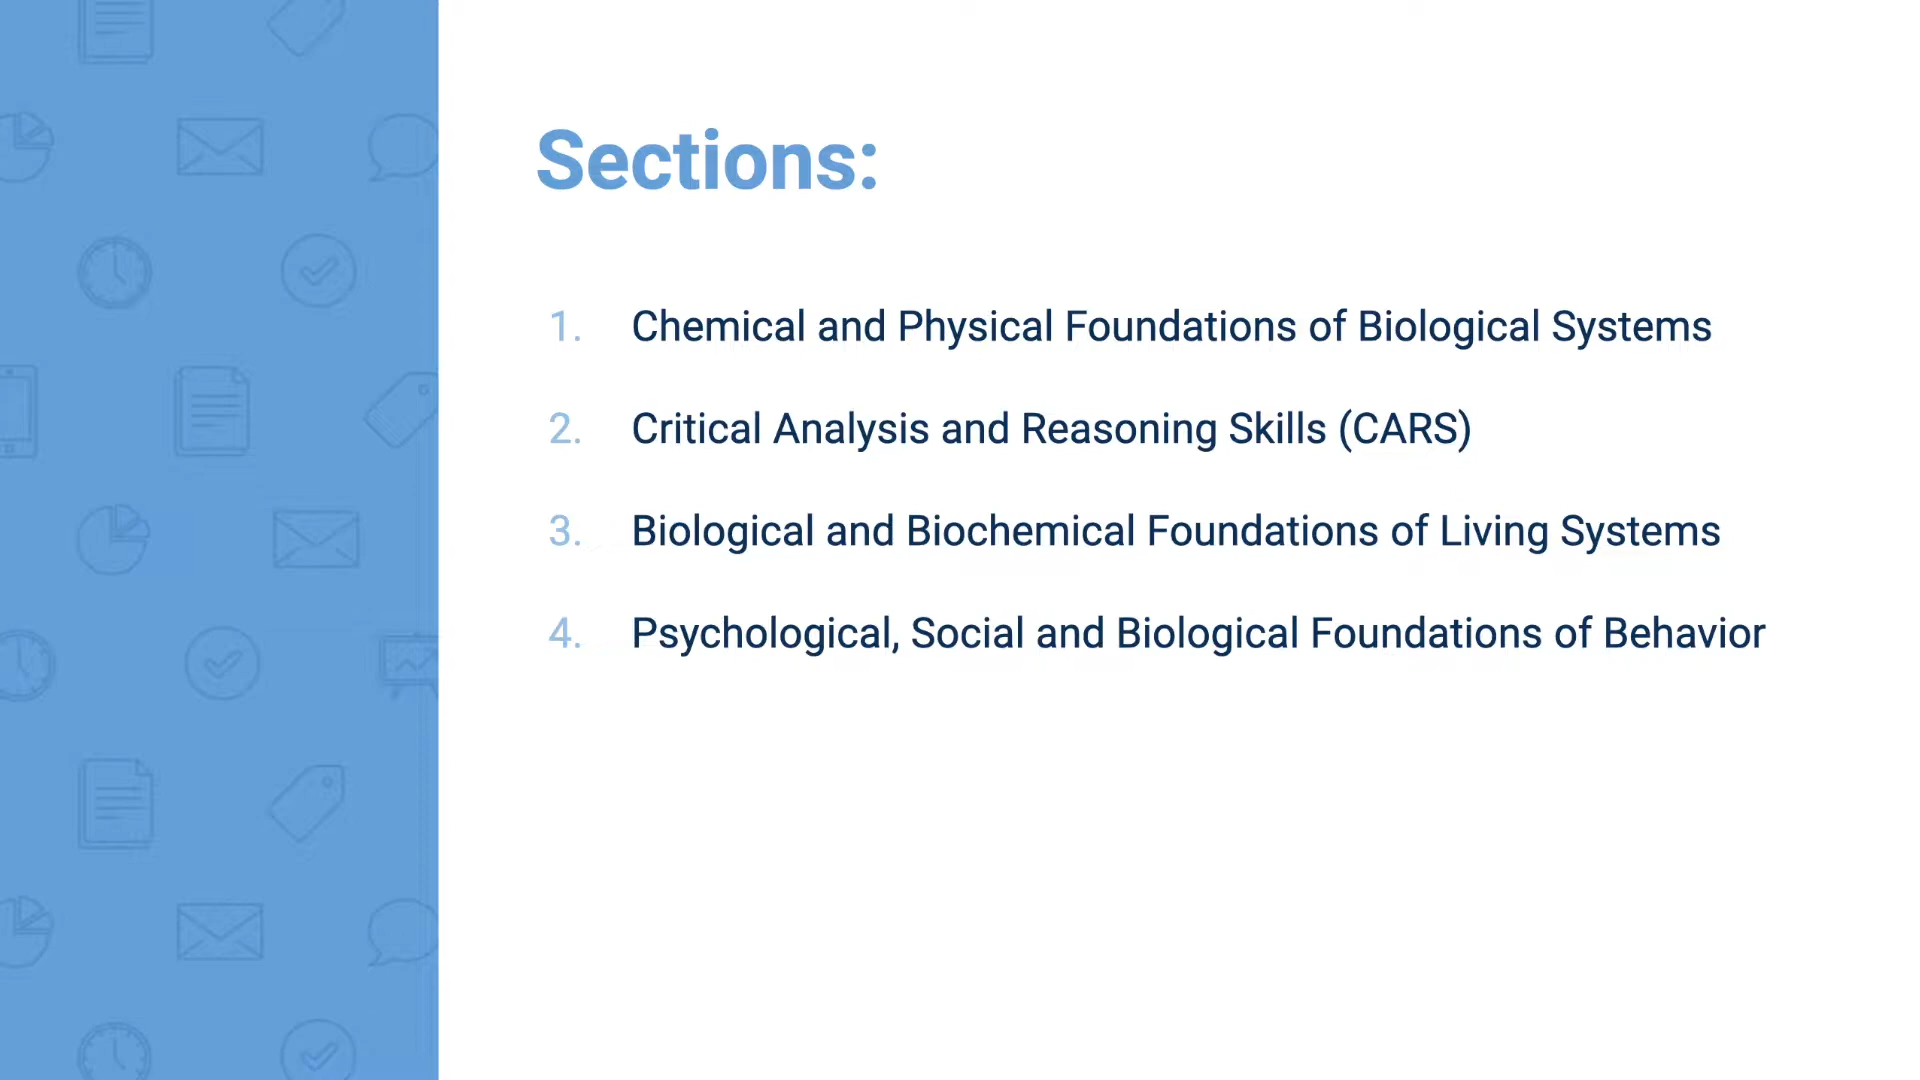 Sections:
1. Chemical and Physical Foundations of Biological Systems
2. Critical Analysis and Reasoning Skills (CARS)
3. Biological and Biochemical Foundations of Living Systems
4. Psychological, Social and Biological Foundations of Behavior